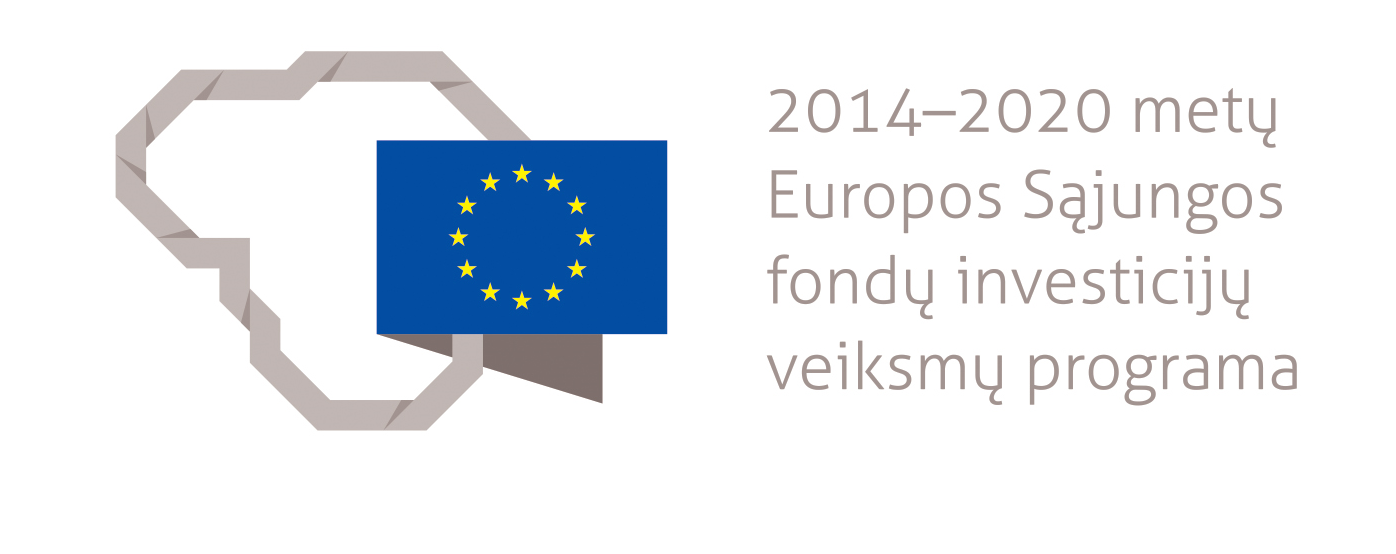 2014–2020 metų
Europos Sąjungos
fondų investicijų
veiksmų programa